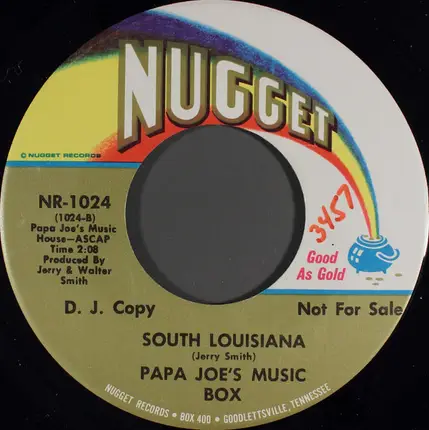 NUGGET
© NUGGET RECORDS
NR-1024
(1024-B)
Papa Joe's Music
House—ASCAP
Time 2:08
Produced By
Jerry & Walter
Smith
3457
Good
As Gold
D. J. Copy
Not For Sale
SOUTH LOUISIANA
(Jerry Smith)
PAPA JOE'S MUSIC
BOX
NUGGET RECORDS • BOX 400 • GOODLETTSVILLE, TENNESSEE